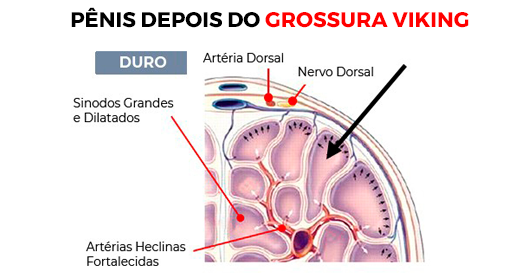 PÊNIS DEPOIS DO GROSSURA VIKING
DURO
Artéria Dorsal
Nervo Dorsal
Sinodos Grandes
e Dilatados
Artérias Heclinas
Fortalecidas